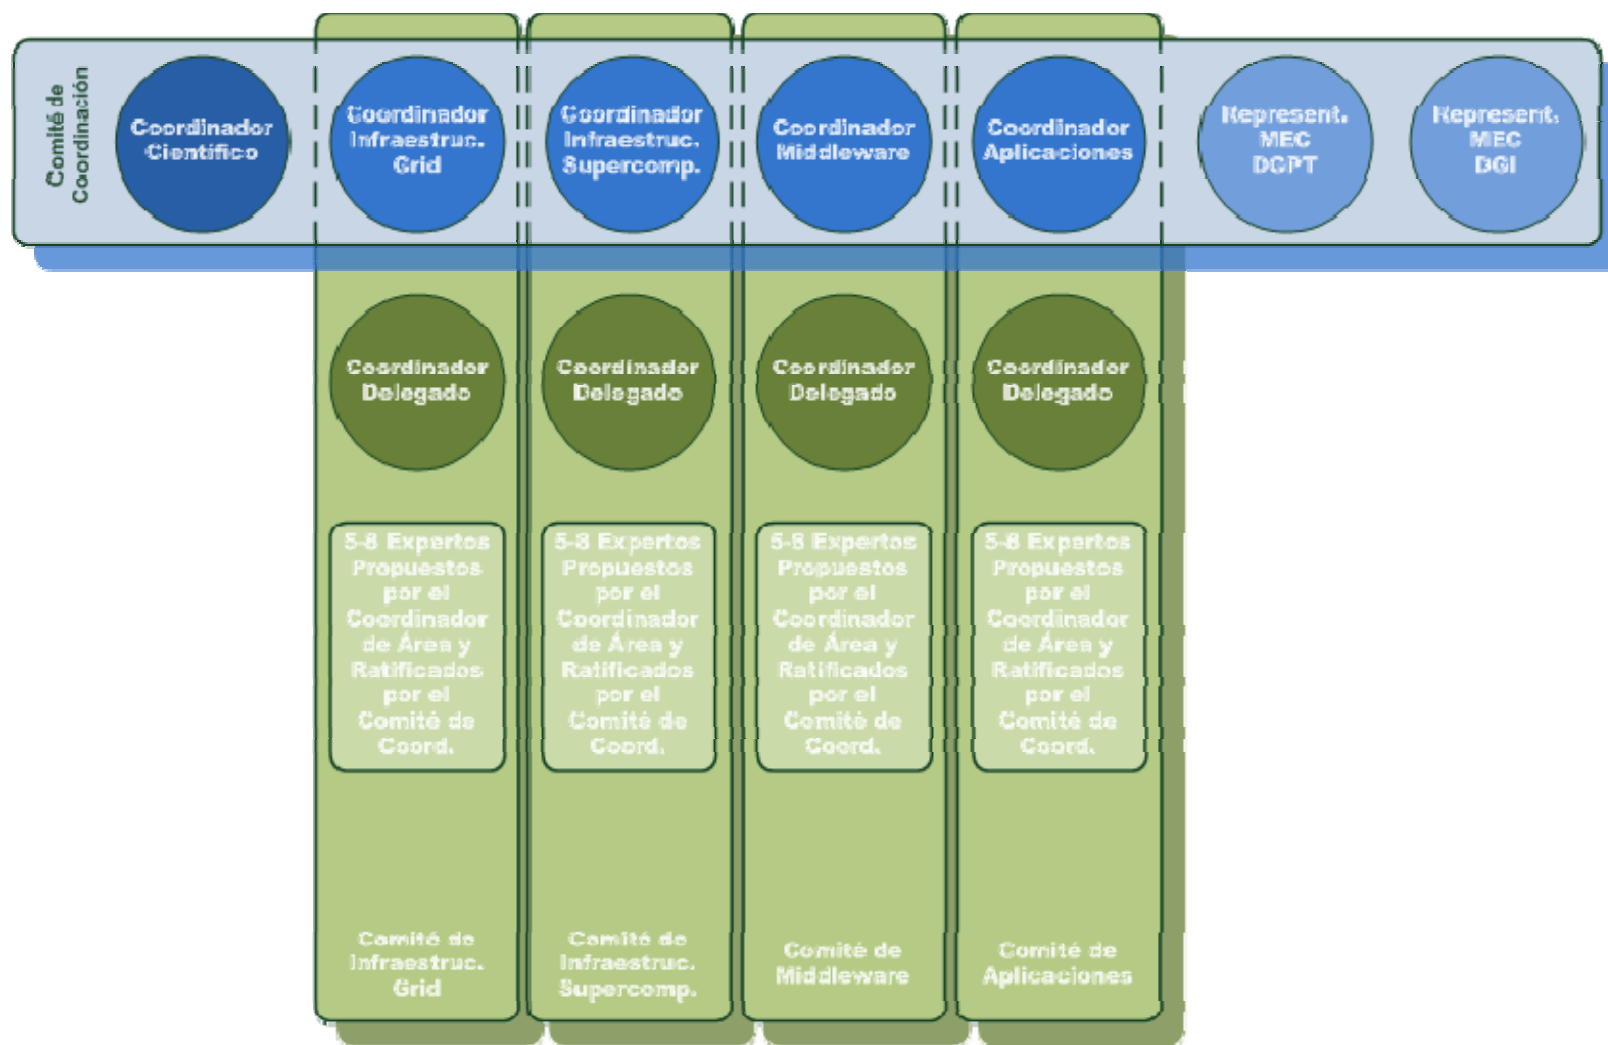 Comité de
Coordinación
Coordinador
Científico
Coordinador
Infraestruc.
Grid
Coordinador
Infraestruc.
Supercomp.
Coordinador
Middleware
Coordinador
Aplicaciones
Represent.
MEC
DGPT
Represent.
MEC
DGI
Coordinador
Delegado
Coordinador
Delegado
Coordinador
Delegado
Coordinador
Delegado
5-8 Expertos
Propuestos
por el
Coordinador
de Área y
Ratificados
por el
Comité de
Coord.
5-8 Expertos
Propuestos
por el
Coordinador
de Área y
Ratificados
por el
Comité de
Coord.
5-8 Expertos
Propuestos
por el
Coordinador
de Área y
Ratificados
por el
Comité de
Coord.
5-8 Expertos
Propuestos
por el
Coordinador
de Área y
Ratificados
por el
Comité de
Coord.
Comité de
Infraestruc.
Grid
Comité de
Infraestruc.
Supercomp.
Comité de
Middleware
Comité de
Aplicaciones